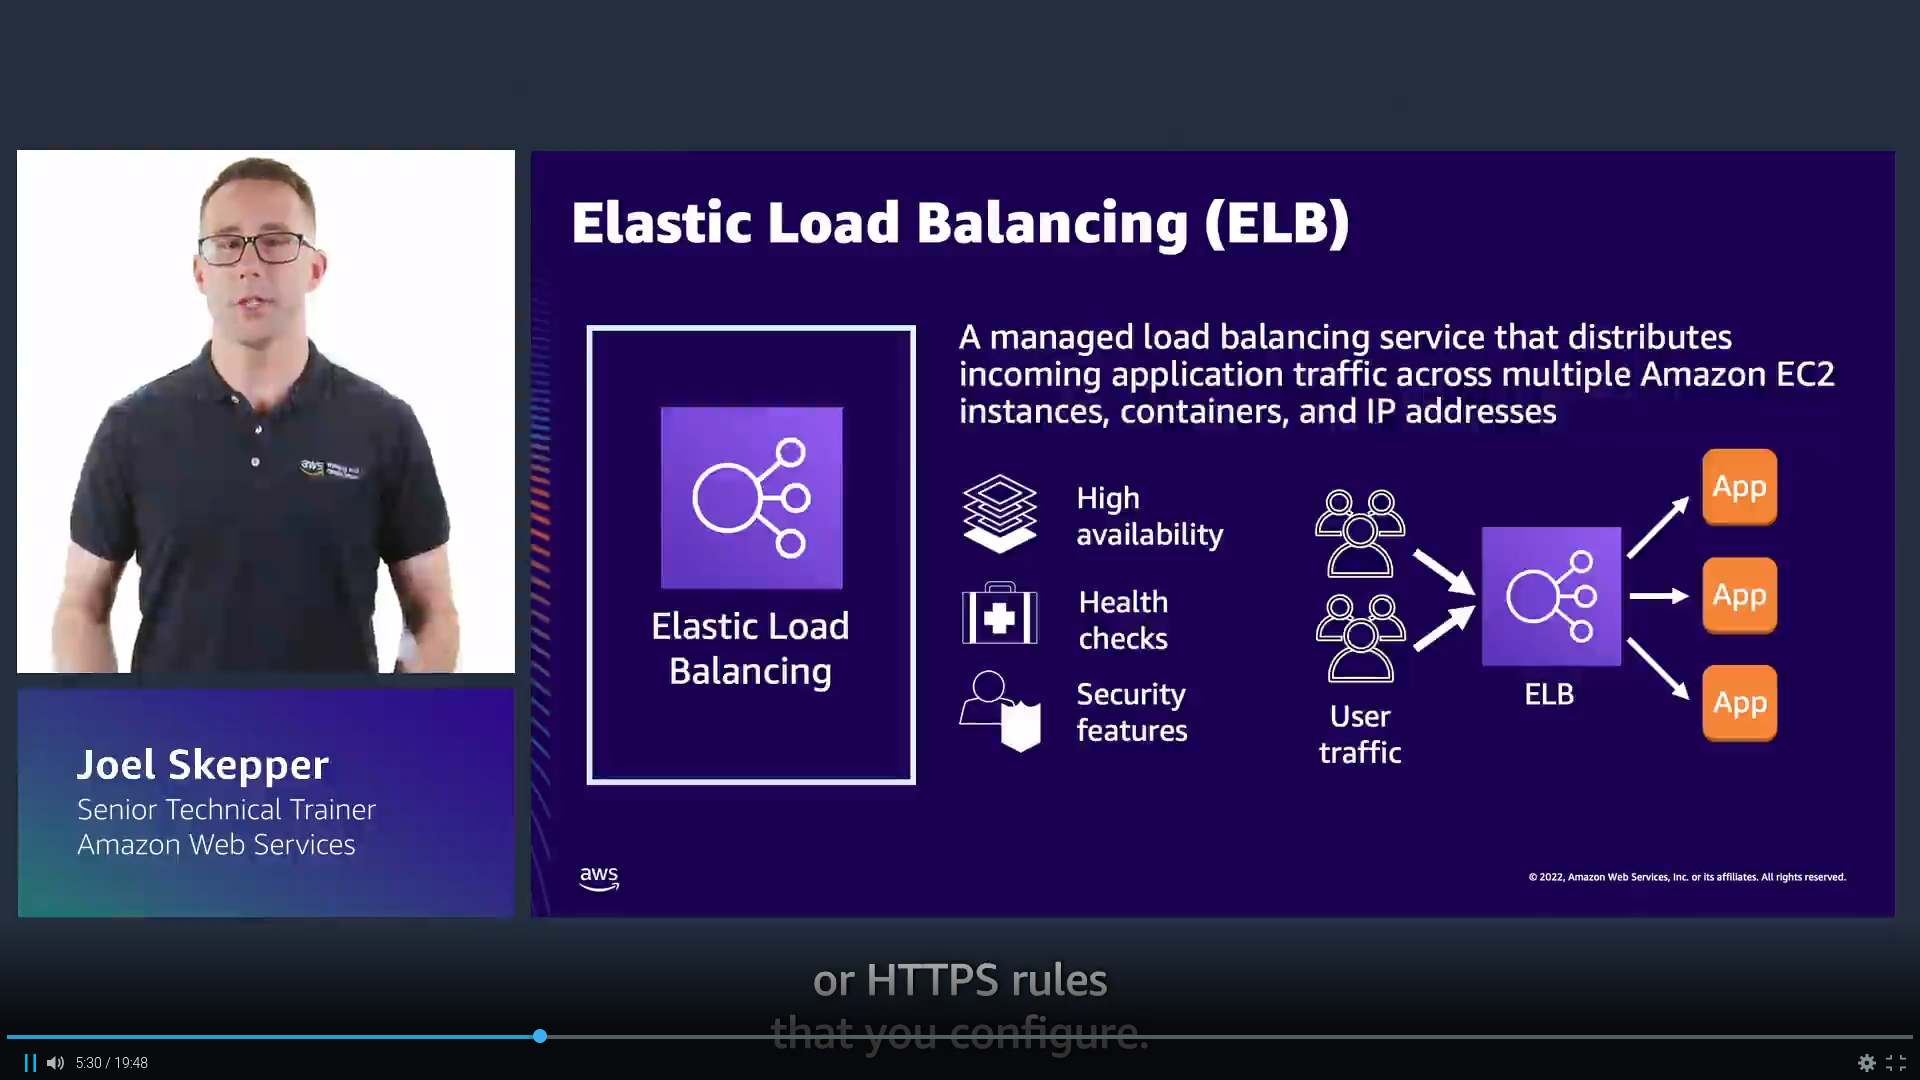 Elastic Load Balancing (ELB)
A managed load balancing service that distributes
incoming application traffic across multiple Amazon EC2
instances, containers, and IP addresses
Elastic Load
Balancing
High
availability
Health
checks
Security
features
User
traffic
ELB
App
App
App
aws
Joel Skepper
Senior Technical Trainer
Amazon Web Services
aws
© 2022, Amazon Web Services, Inc. or its affiliates. All rights reserved.
or HTTPS rules
that you configure.
5:30 / 19:48